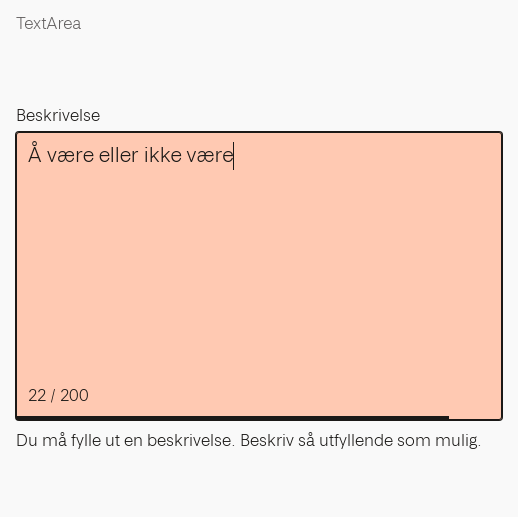 TextArea
Beskrivelse
Å være eller ikke være
22 / 200
Du må fylle ut en beskrivelse. Beskriv så utfyllende som mulig.